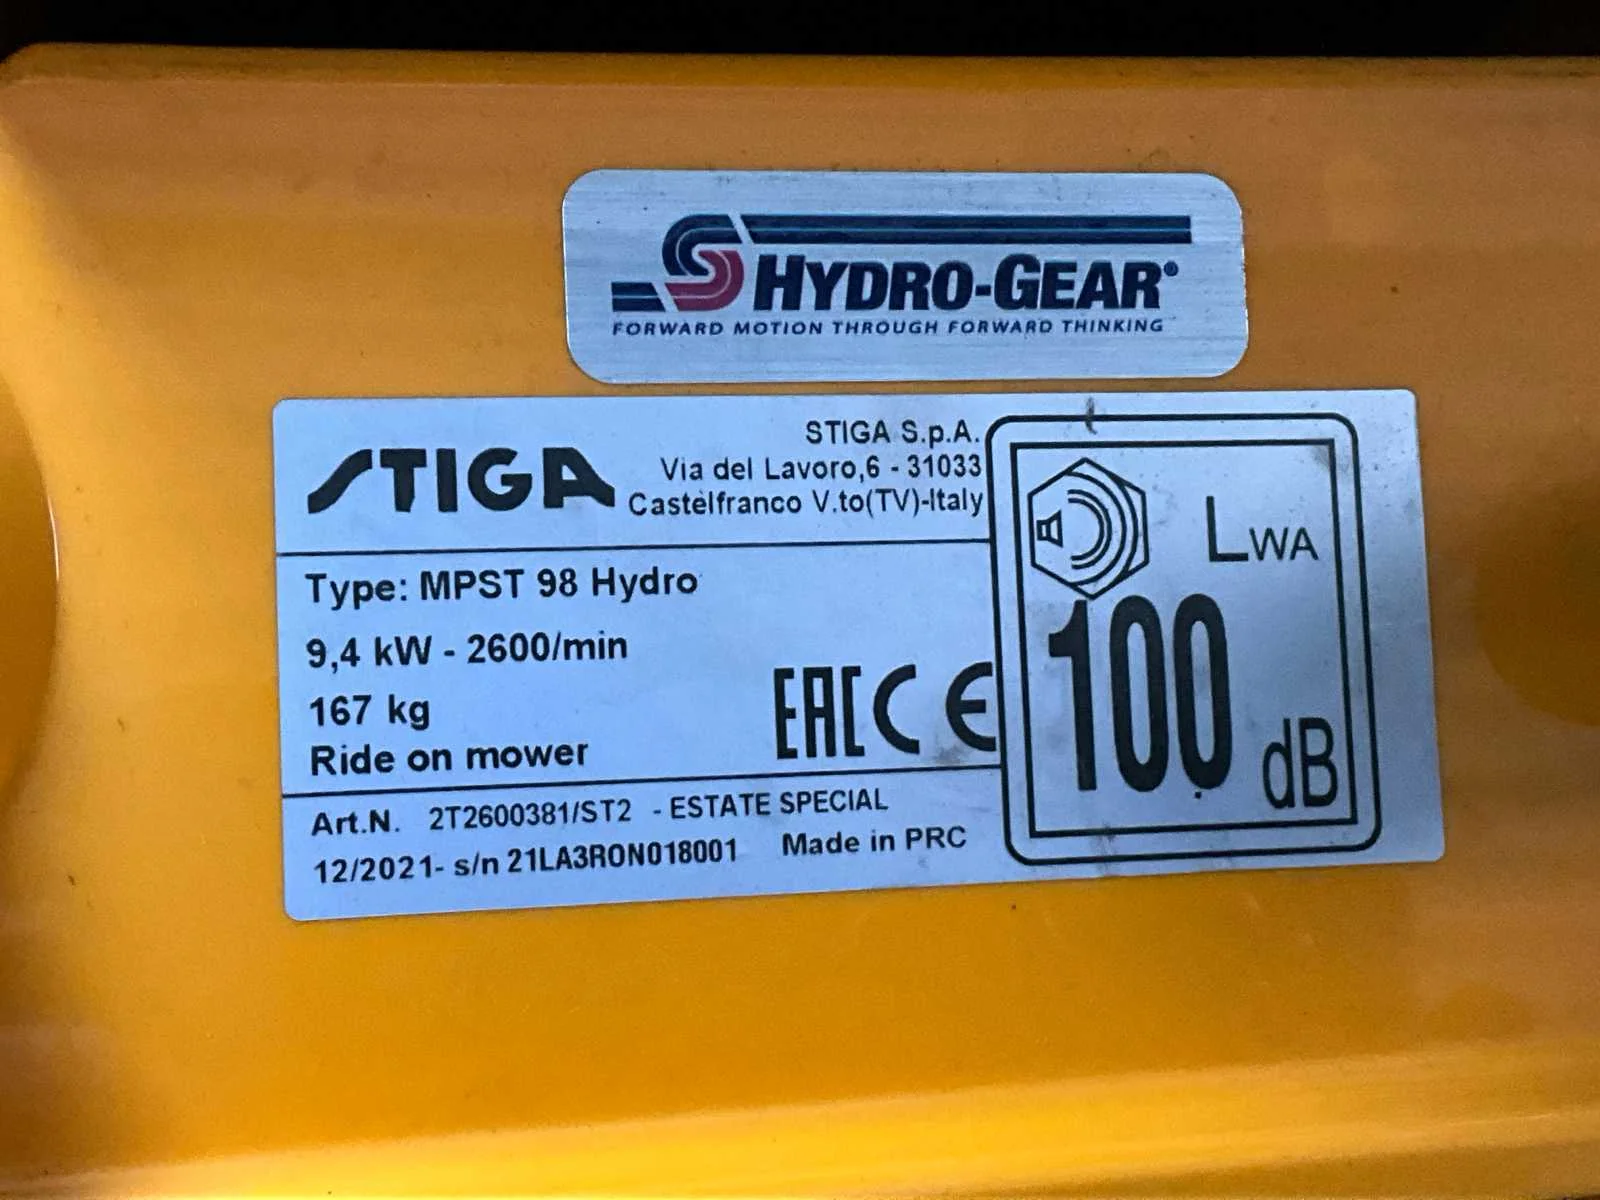 HYDRO-GEAR®
FORWARD MOTION THROUGH FORWARD THINKING
STIGA
STIGA S.p.A.
Via del Lavoro,6 - 31033
Castelfranco V.to(TV)-Italy
Type: MPST 98 Hydro
9,4 kW - 2600/min
167 kg
Ride on mower
EAC CE
Art.N. 2T2600381/ST2 - ESTATE SPECIAL
12/2021- s/n 21LA3RON018001 Made in PRC
LWA
100 dB